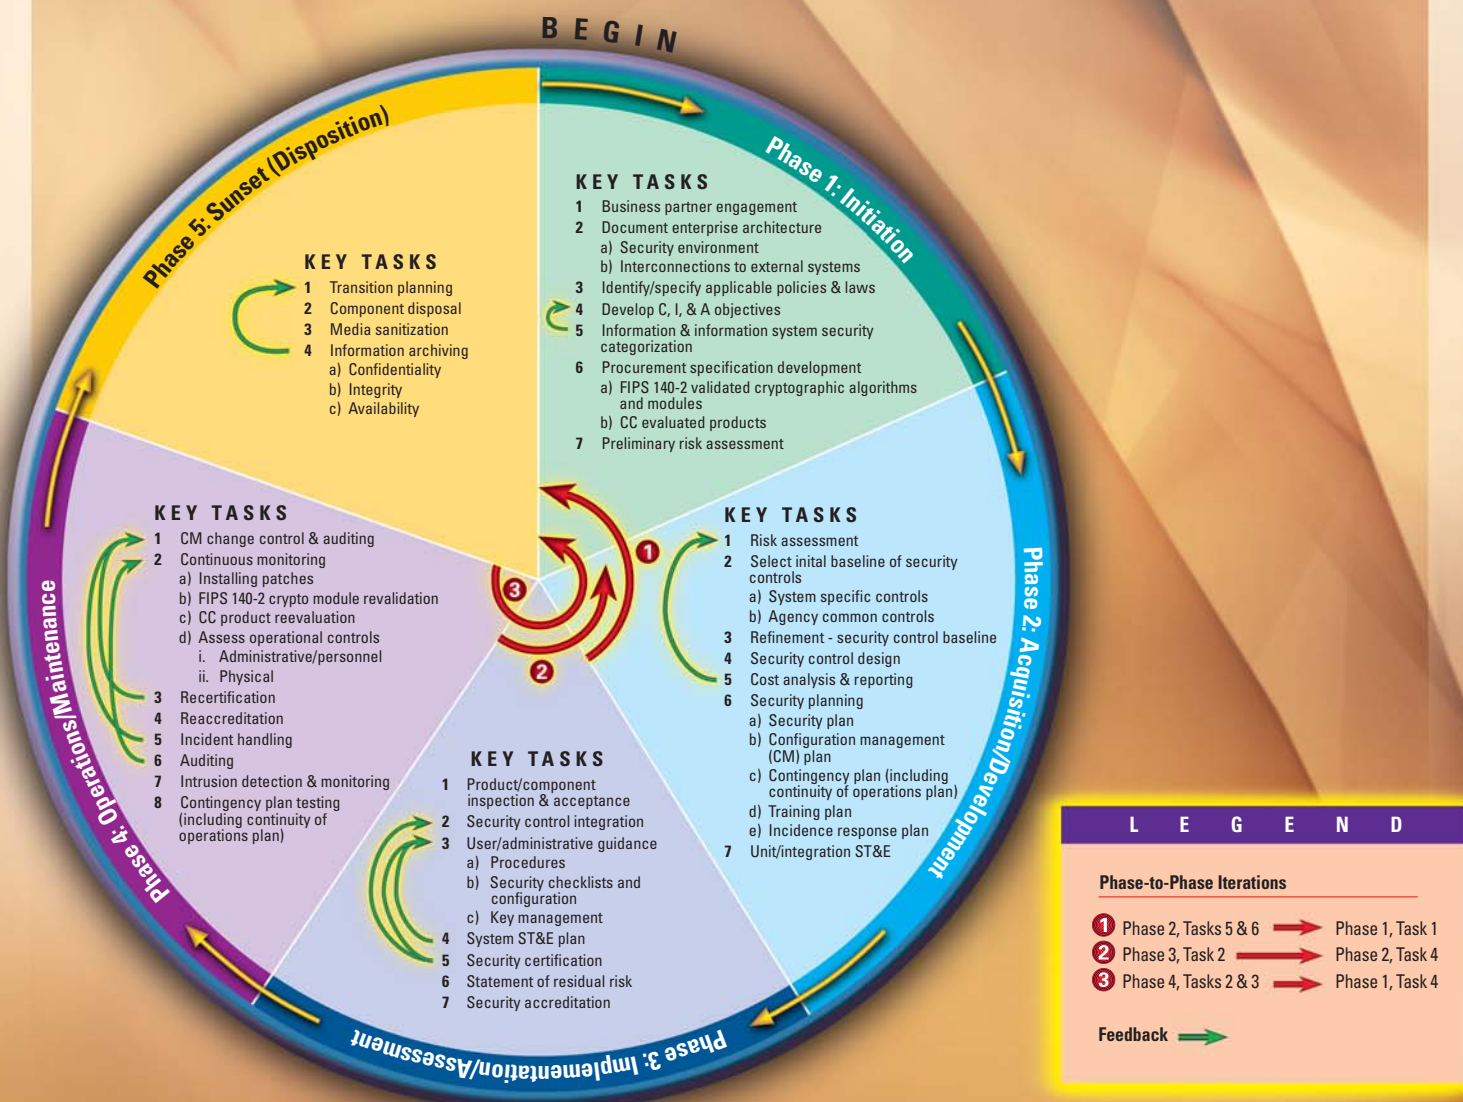 BEGIN
Phase 1: Initiation
KEY TASKS
1 Business partner engagement
2 Document enterprise architecture
a) Security environment
b) Interconnections to external systems
3 Identify/specify applicable policies & laws
4 Develop C, I, & A objectives
5 Information & information system security
categorization
6 Procurement specification development
a) FIPS 140-2 validated cryptographic algorithms
and modules
b) CC evaluated products
7 Preliminary risk assessment
Phase 2: Acquisition/Development
KEY TASKS
1 Risk assessment
2 Select inital baseline of security
controls
a) System specific controls
b) Agency common controls
3 Refinement - security control baseline
4 Security control design
5 Cost analysis & reporting
6 Security planning
a) Security plan
b) Configuration management
(CM) plan
c) Contingency plan (including
continuity of operations plan)
d) Training plan
e) Incidence response plan
7 Unit/integration ST&E
Phase 3: Implementation/Assessment
KEY TASKS
1 Product/component
inspection & acceptance
2 Security control integration
3 User/administrative guidance
a) Procedures
b) Security checklists and
configuration
c) Key management
4 System ST&E plan
5 Security certification
6 Statement of residual risk
7 Security accreditation
Phase 4: Operations/Maintenance
KEY TASKS
1 CM change control & auditing
2 Continuous monitoring
a) Installing patches
b) FIPS 140-2 crypto module revalidation
c) CC product reevaluation
d) Assess operational controls
i. Administrative/personnel
ii. Physical
3 Recertification
4 Reaccreditation
5 Incident handling
6 Auditing
7 Intrusion detection & monitoring
8 Contingency plan testing
(including continuity of
operations plan)
Phase 5: Sunset (Disposition)
KEY TASKS
1 Transition planning
2 Component disposal
3 Media sanitization
4 Information archiving
a) Confidentiality
b) Integrity
c) Availability
1
2
3
LEGEND
Phase-to-Phase Iterations
1 Phase 2, Tasks 5 & 6 Phase 1, Task 1
2 Phase 3, Task 2 Phase 2, Task 4
3 Phase 4, Tasks 2 & 3 Phase 1, Task 4
Feedback